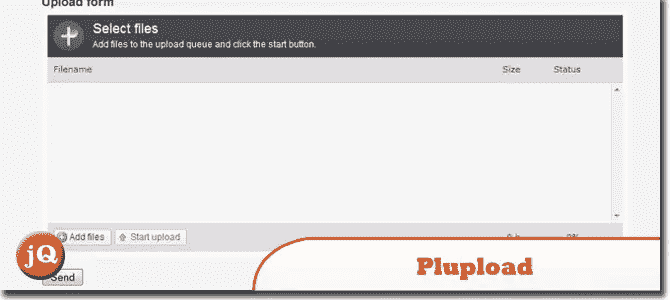 Upload form
Select files
Add files to the upload queue and click the start button.
Filename Size Status
Add files Start upload 0 b 0%
jQ
Plupload
Send